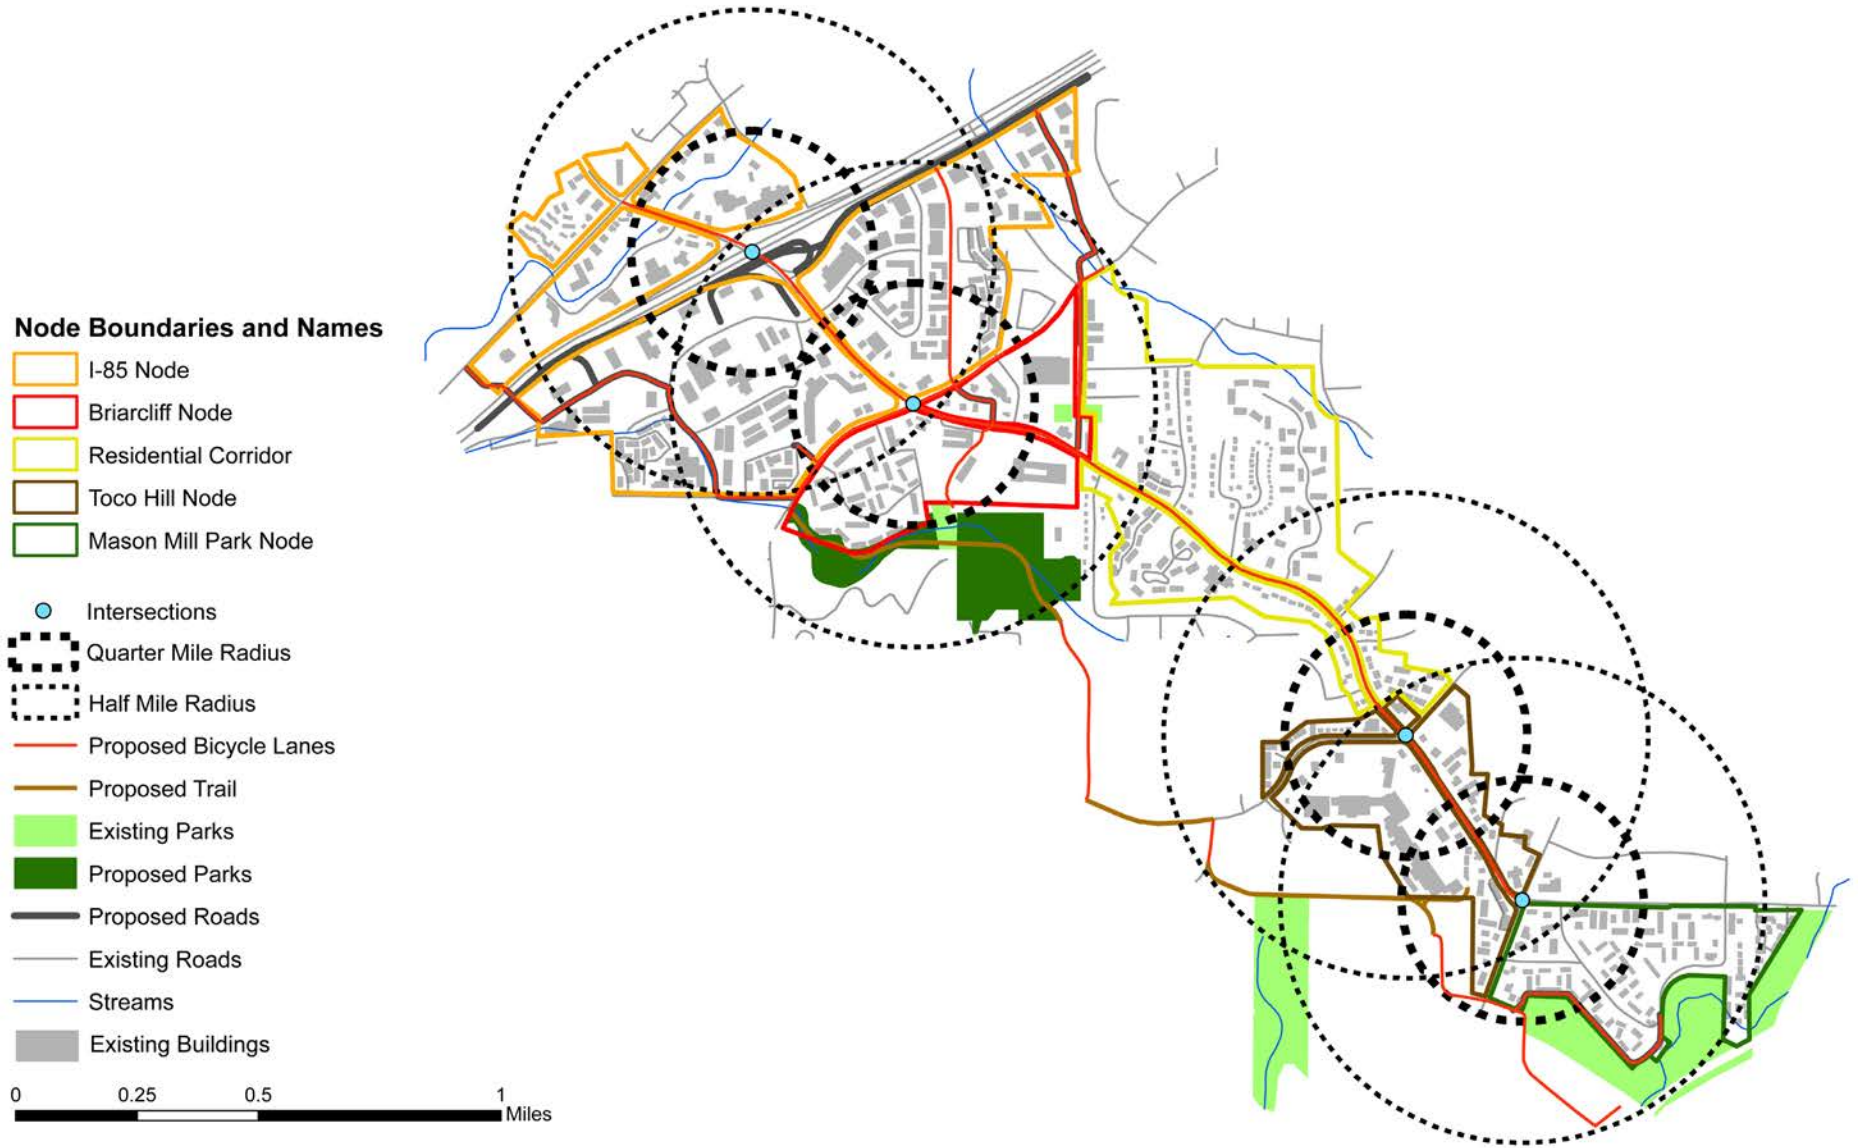 Node Boundaries and Names
I-85 Node
Briarcliff Node
Residential Corridor
Toco Hill Node
Mason Mill Park Node
Intersections
Quarter Mile Radius
Half Mile Radius
Proposed Bicycle Lanes
Proposed Trail
Existing Parks
Proposed Parks
Proposed Roads
Existing Roads
Streams
Existing Buildings
0 0.25 0.5 1
Miles